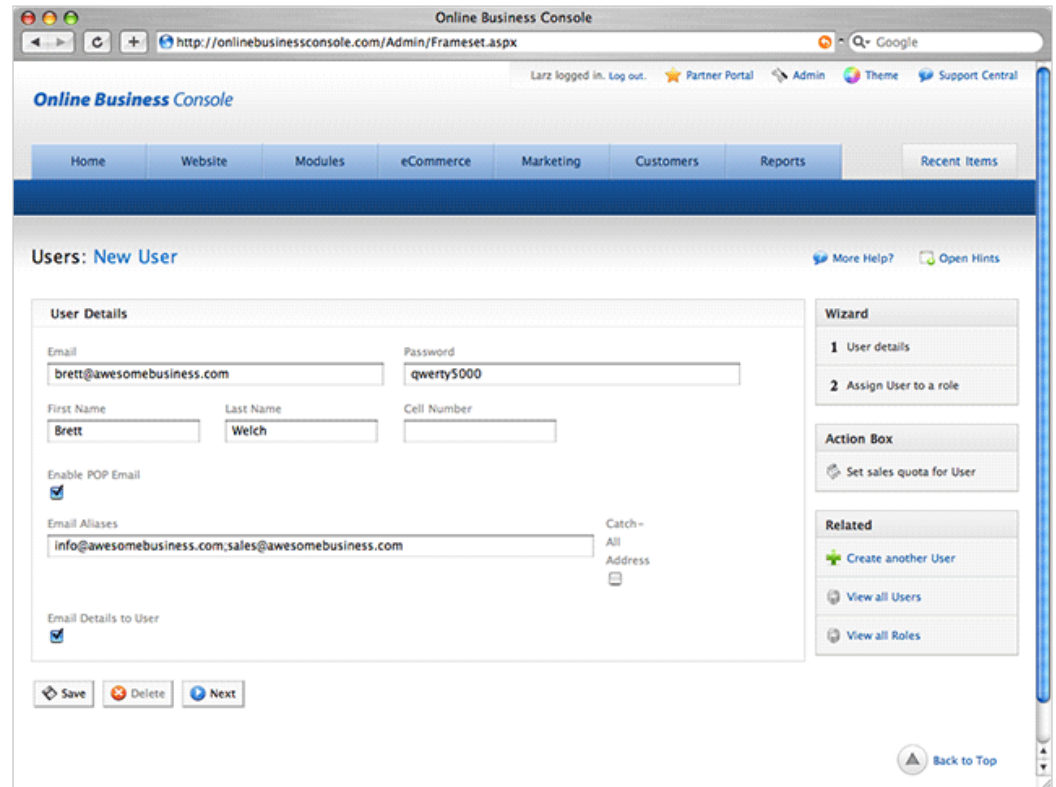 Online Business Console
http://onlinebusinessconsole.com/Admin/Frameset.aspx
Google
Larz logged in. Log out. Partner Portal Admin Theme Support Central
Online Business Console
Home Website Modules eCommerce Marketing Customers Reports Recent Items
Users: New User
More Help? Open Hints
User Details
Email Password
brett@awesomebusiness.com qwerty5000
First Name Last Name Cell Number
Brett Welch
Enable POP Email
Email Aliases
info@awesomebusiness.com;sales@awesomebusiness.com
Catch-
All
Address
Email Details to User
Save Delete Next
Wizard
1 User details
2 Assign User to a role
Action Box
Set sales quota for User
Related
Create another User
View all Users
View all Roles
Back to Top